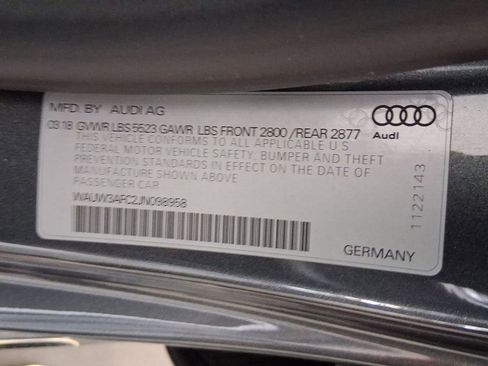 MFD. BY AUDI AG
03.18 GVWR LBS 5523 GAWR LBS FRONT 2800 / REAR 2877
THIS VEHICLE CONFORMS TO ALL APPLICABLE U.S
FEDERAL MOTOR VEHICLE SAFETY, BUMPER AND THEFT
PREVENTION STANDARDS IN EFFECT ON THE DATE
OF MANUFACTURE SHOWN ABOVE.
PASSENGER CAR
WAUW3AFC2JN098958
Audi
1122143
GERMANY